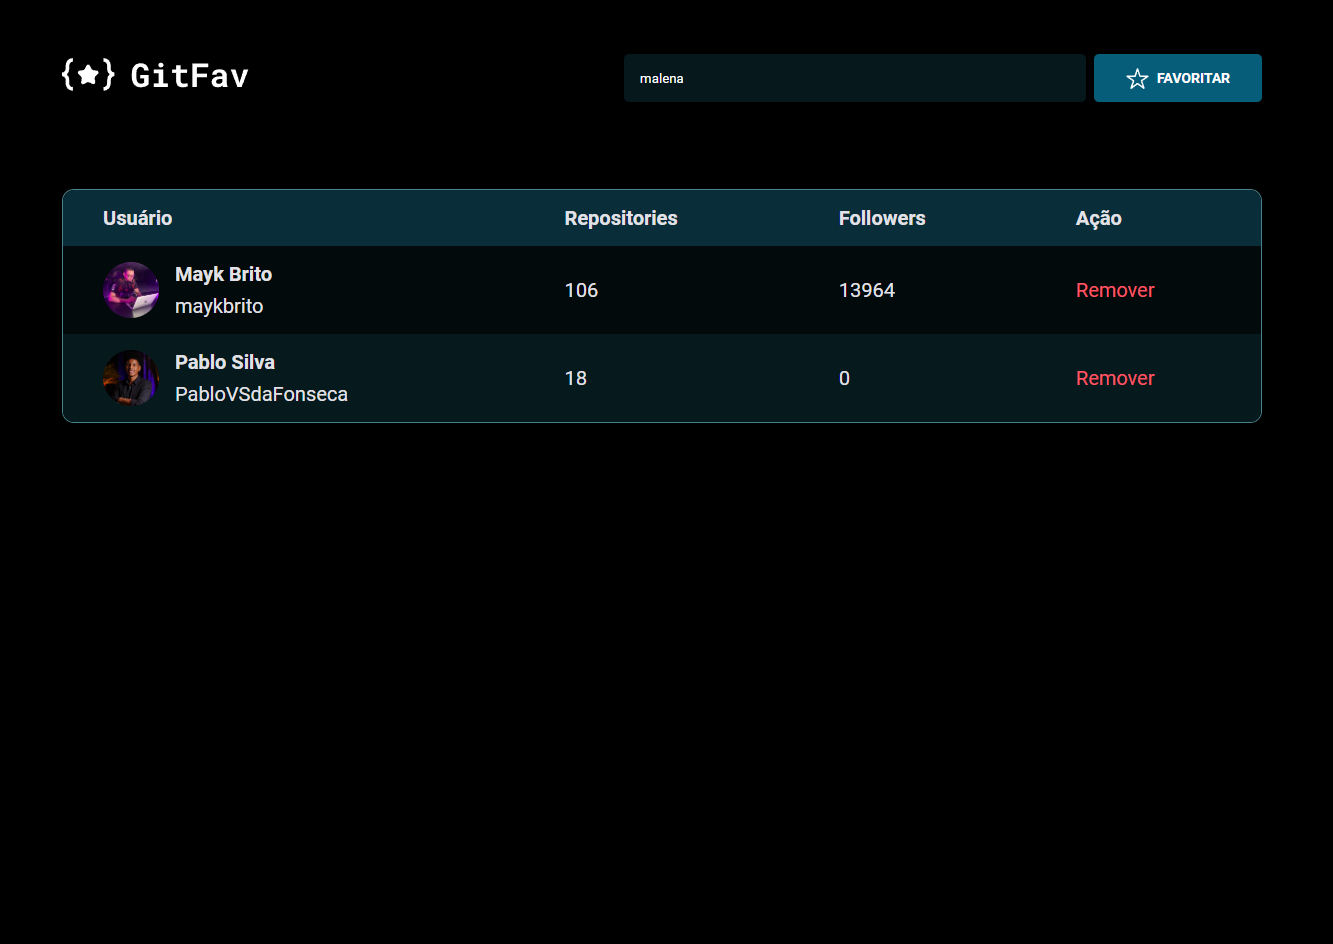 {★} GitFav
malena
FAVORITAR
Usuário Repositories Followers Ação
Mayk Brito
maykbrito
106 13964 Remover
Pablo Silva
PabloVSdaFonseca
18 0 Remover